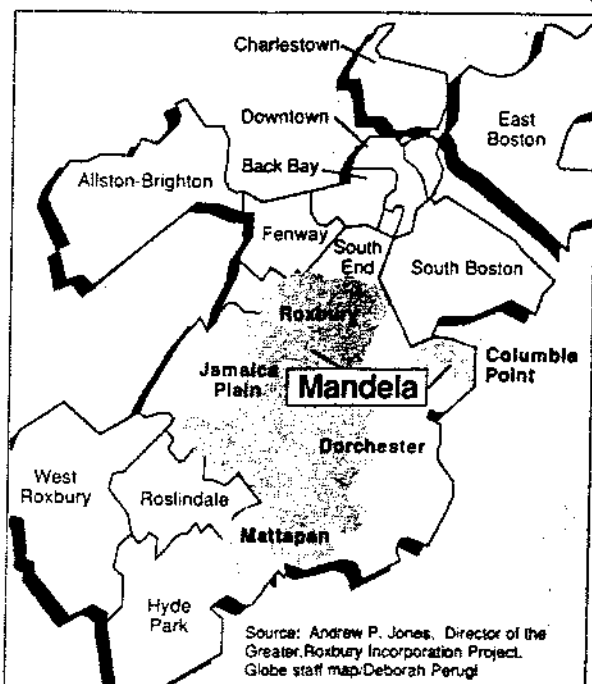 Charlestown
Downtown
East
Boston
Back Bay
Allston-Brighton
Fenway
South
End
South Boston
Roxbury
Columbia
Point
Jamaica
Plain
Mandela
Dorchester
West
Roxbury
Roslindale
Mattapan
Hyde
Park
Source: Andrew P. Jones, Director of the
Greater Roxbury Incorporation Project.
Globe staff map/Deborah Perugi